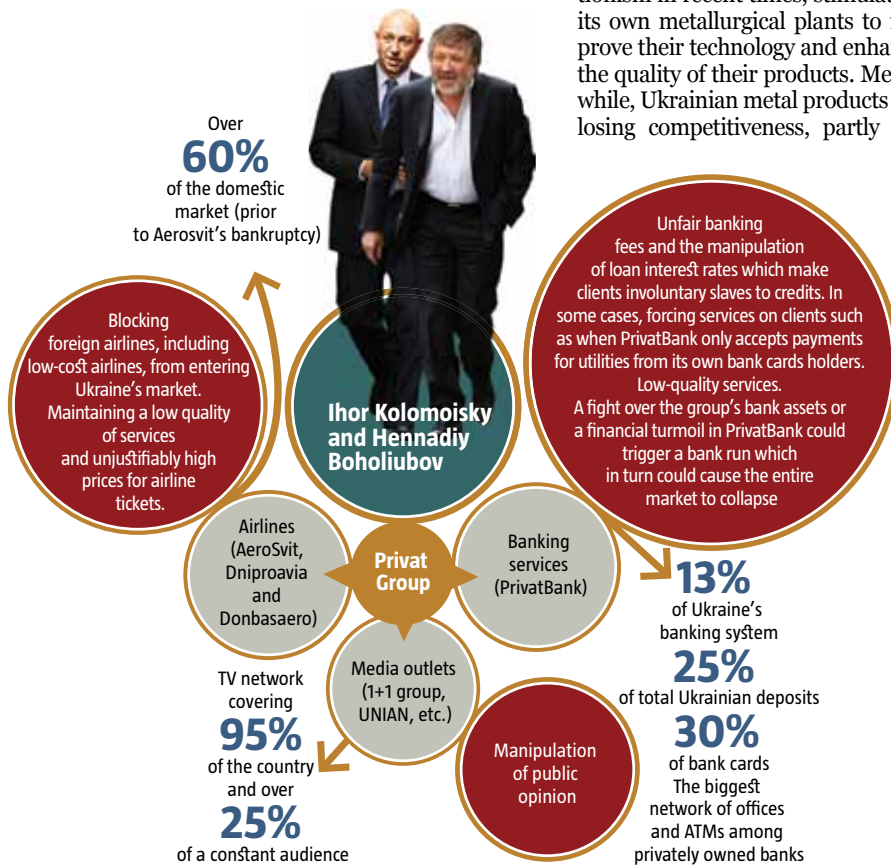 tionism in recent times, stimulat
its own metallurgical plants to
prove their technology and enhan
the quality of their products. Me
while, Ukrainian metal products
losing competitiveness, partly
Over
60%
of the domestic
market (prior
to Aerosvit's bankruptcy)
Blocking
foreign airlines, including
low-cost airlines, from entering
Ukraine's market.
Maintaining a low quality
of services
and unjustifiably high
prices for airline
tickets.
Ihor Kolomoisky
and Hennadiy
Boholiubov
Unfair banking
fees and the manipulation
of loan interest rates which make
clients involuntary slaves to credits. In
some cases, forcing services on clients such
as when PrivatBank only accepts payments
for utilities from its own bank cards holders.
Low-quality services.
A fight over the group's bank assets or
a financial turmoil in PrivatBank could
trigger a bank run which
in turn could cause the entire
market to collapse
Airlines
(AeroSvit,
Dniproavia
and
Donbasaero)
Privat
Group
Banking
services
(PrivatBank)
Media outlets
(1+1 group,
UNIAN, etc.)
TV network
covering
95%
of the country
and over
25%
of a constant audience
Manipulation
of public
opinion
13%
of Ukraine's
banking system
25%
of total Ukrainian deposits
30%
of bank cards
The biggest
network of offices
and ATMs among
privately owned banks